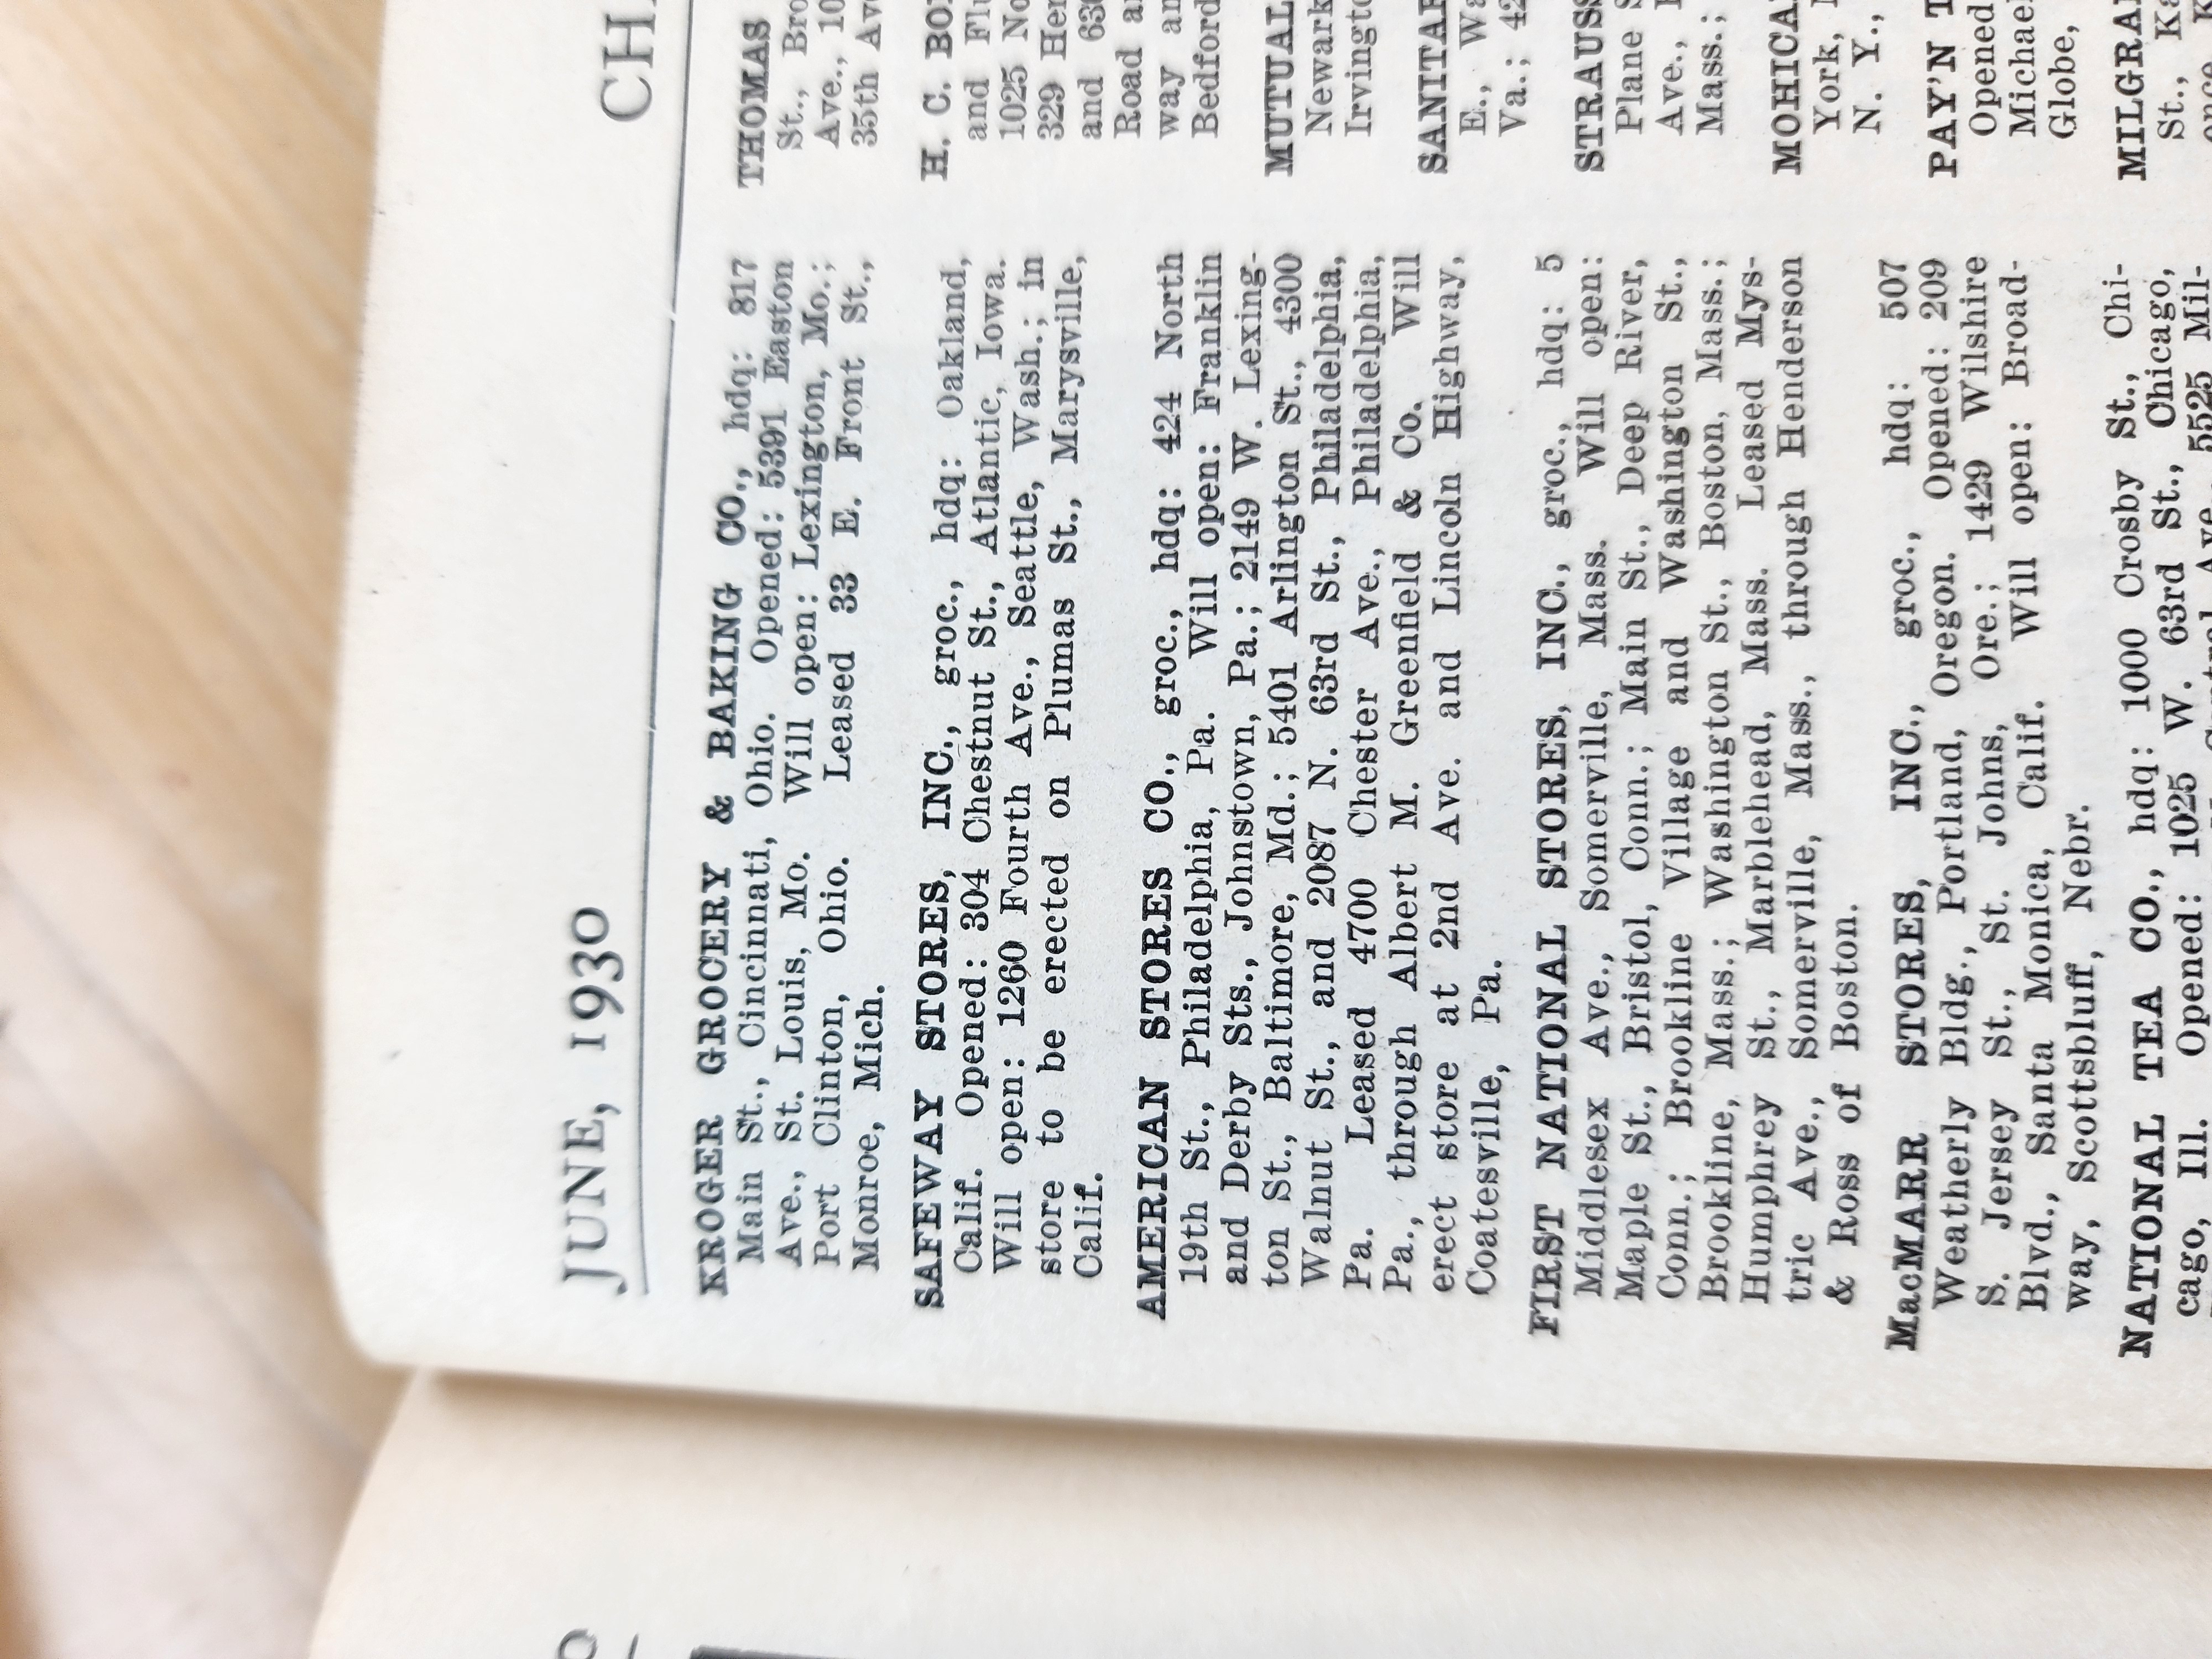 JUNE, 1930
KROGER GROCERY & BAKING CO., hdq: 817
Main St., Cincinnati, Ohio. Opened: 5391 Easton
Ave., St. Louis, Mo. Will open: Lexington, Mo.;
Port Clinton, Ohio. Leased 33 E. Front St.,
Monroe, Mich.
SAFEWAY STORES, INC., groc., hdq: Oakland,
Calif. Opened: 304 Chestnut St., Atlantic, Iowa.
Will open: 1260 Fourth Ave., Seattle, Wash.; in
store to be erected on Plumas St., Marysville,
Calif.
AMERICAN STORES CO., groc., hdq: 424 North
19th St., Philadelphia, Pa. Will open: Franklin
and Derby Sts., Johnstown, Pa.; 2149 W. Lexing-
ton St., Baltimore, Md.; 5401 Arlington St., 4300
Walnut St., and 2087 N. 63rd St., Philadelphia,
Pa. Leased 4700 Chester Ave., Philadelphia,
Pa., through Albert M. Greenfield & Co. Will
erect store at 2nd Ave. and Lincoln Highway,
Coatesville, Pa.
FIRST NATIONAL STORES, INC., groc., hdq: 5
Middlesex Ave., Somerville, Mass. Will open:
Maple St., Bristol, Conn.; Main St., Deep River,
Conn.; Brookline Village and Washington St.,
Brookline, Mass.; Washington St., Boston, Mass.;
Humphrey St., Marblehead, Mass. Leased Mys-
tric Ave., Somerville, Mass., through Henderson
& Ross of Boston.
MacMARR STORES, INC., groc., hdq: 507
Weatherly Bldg., Portland, Oregon. Opened: 209
S. Jersey St., St. Johns, Ore.; 1429 Wilshire
Blvd., Santa Monica, Calif. Will open: Broad-
way, Scottsbluff, Nebr.
NATIONAL TEA CO., hdq: 1000 Crosby St., Chi-
cago, Ill. Opened: 1025 W. 63rd St., Chicago,
5525 Mil-
CH
THOMAS
St., Bro
Ave., 10
35th Ave
H. C. BO
and Flu
1025 No
329 Her
and 630
Road a
way an
Bedford
MUTUAL
Newark
Irvingto
SANITAR
E., Wa
Va.; 42
STRAUSS
Plane S
Ave.,
Mass.;
MOHICA
York,
N. Y.,
PAY'N T
Opened
Michae
Globe,
MILGRA
St., Ka